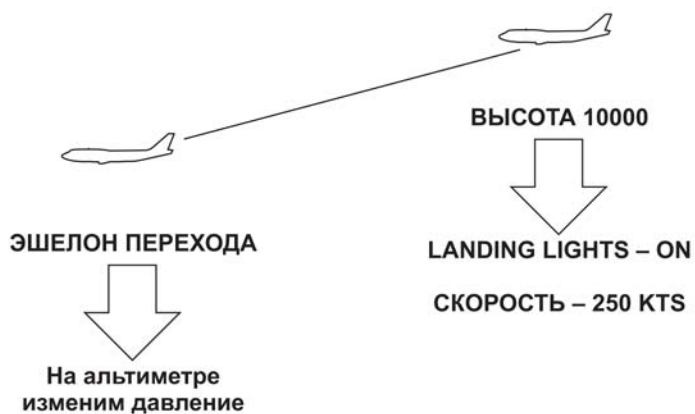 ВЫСОТА 10000
LANDING LIGHTS – ON
СКОРОСТЬ – 250 KTS
ЭШЕЛОН ПЕРЕХОДА
На альтиметре
изменим давление